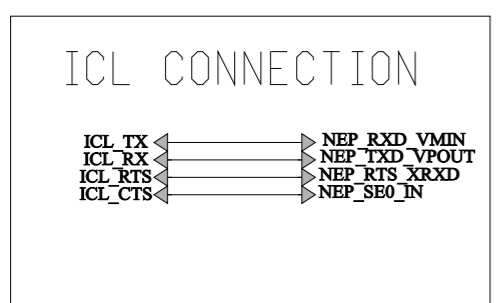 ICL CONNECTION
ICL_TX NEP_RXD_VMIN
ICL_RX NEP_TXD_VPOUT
ICL_RTS NEP_RTS_XRXD
ICL_CTS NEP_SE0_IN